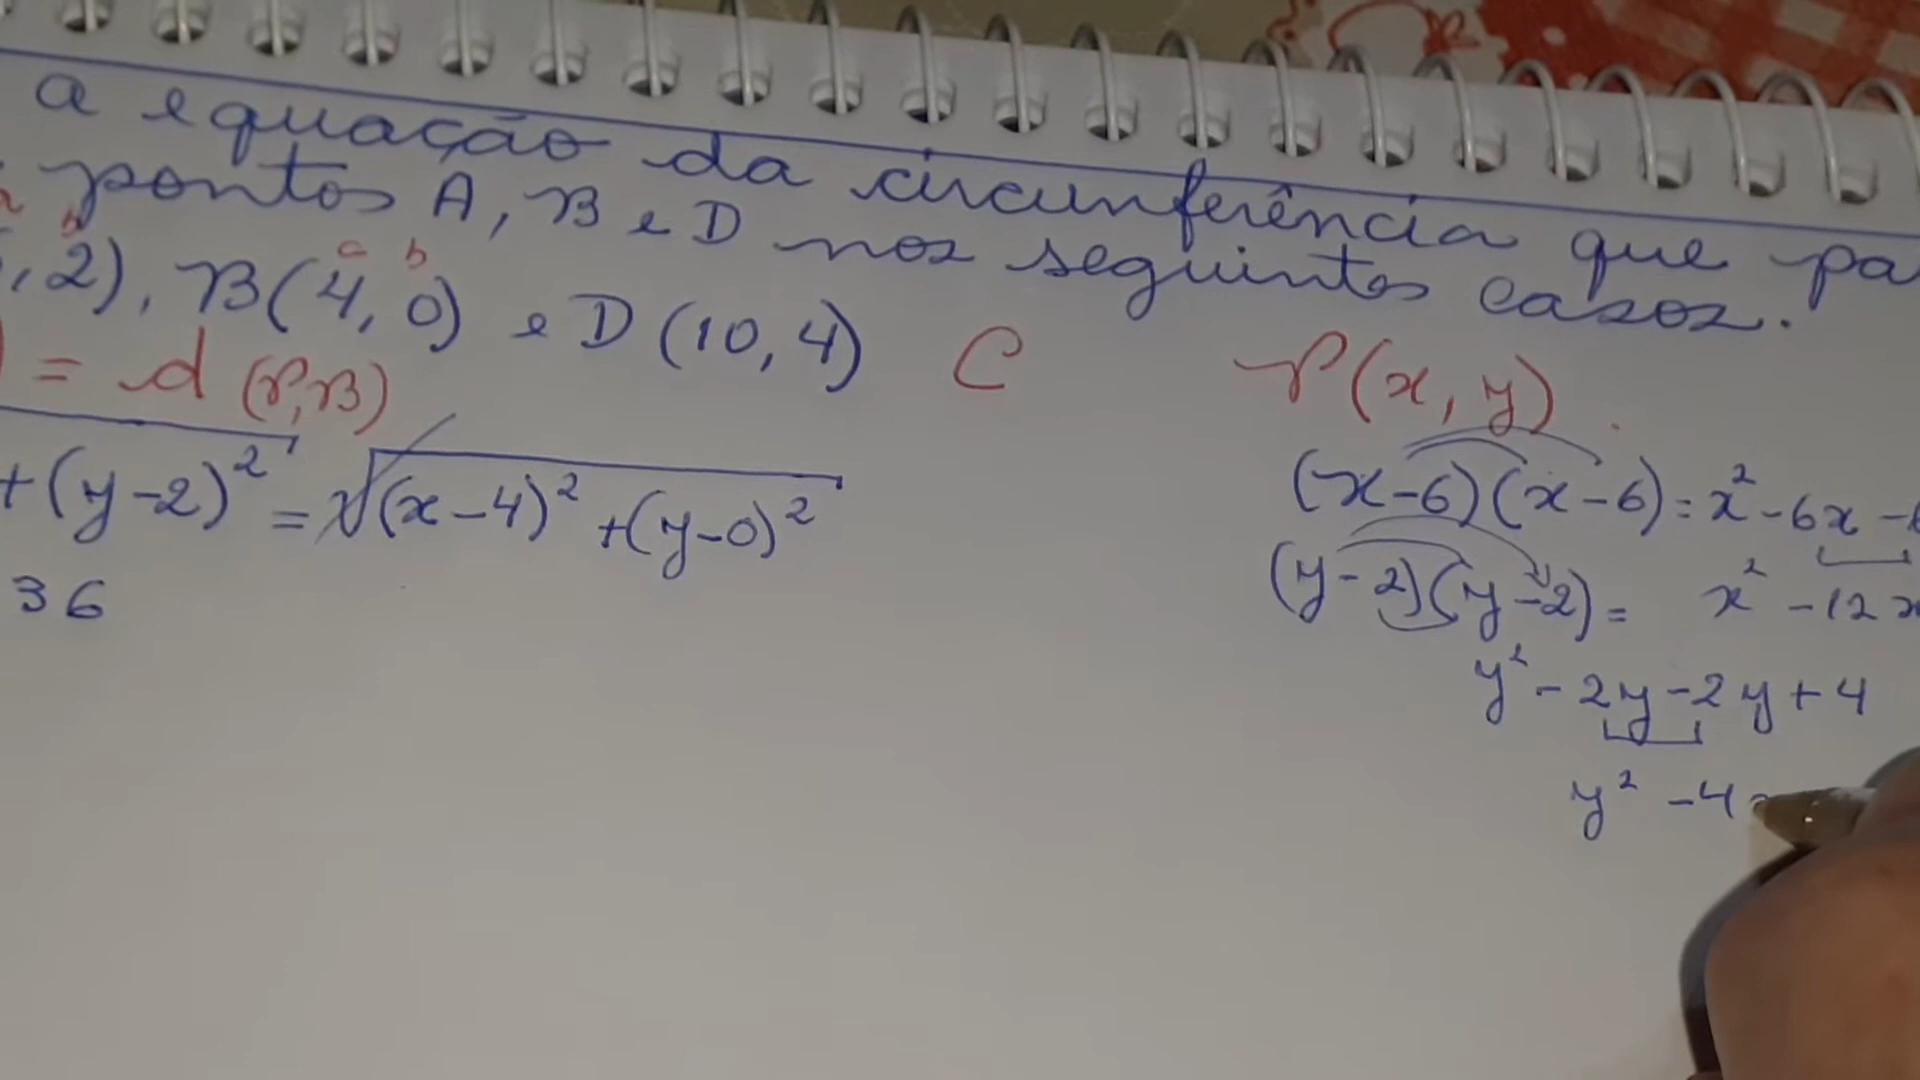 a equação da circunferência que pa
pontos A, B e D nos seguintes casos.
b a b
, 2), B(4, 0) e D(10, 4) C P(x, y)
) = d (P,B)
+(y-2)² = √(x-4)² +(y-0)²
36
(x-6)(x-6) = x² - 6x -
(y-2)(y-2) = x² - 12x
y² - 2y - 2y + 4
y² - 4